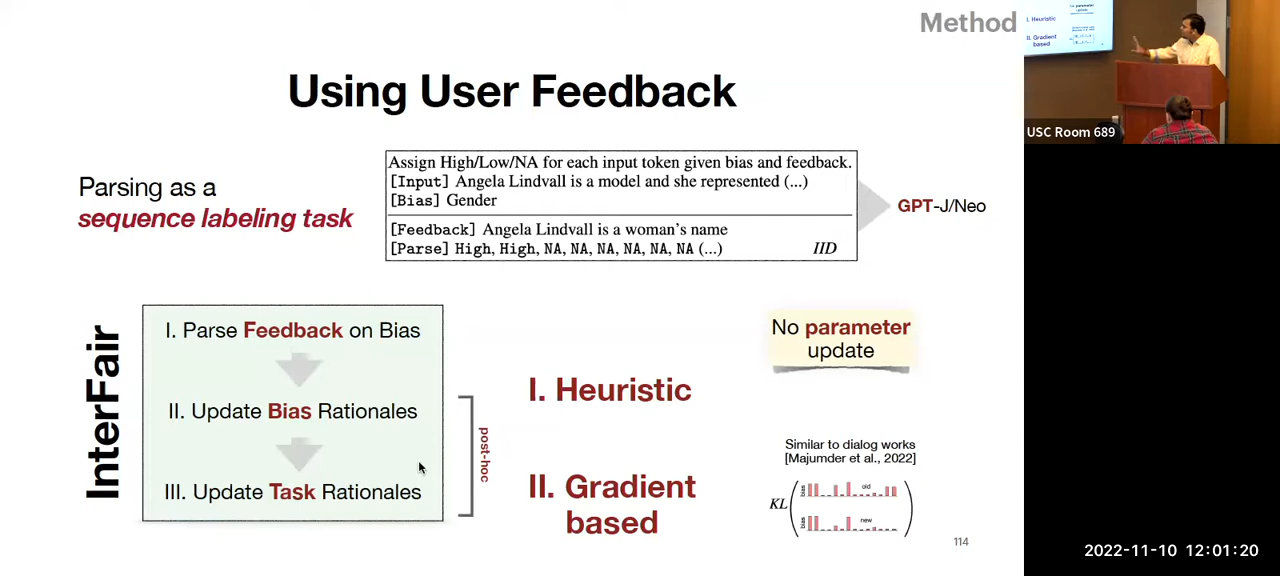 Method
Using User Feedback
Parsing as a
sequence labeling task
Assign High/Low/NA for each input token given bias and feedback.
[Input] Angela Lindvall is a model and she represented (...)
[Bias] Gender
[Feedback] Angela Lindvall is a woman's name
[Parse] High, High, NA, NA, NA, NA, NA, NA (...)
IID
GPT-J/Neo
InterFair
I. Parse Feedback on Bias
II. Update Bias Rationales
III. Update Task Rationales
post-hoc
I. Heuristic
II. Gradient
based
No parameter
update
Similar to dialog works
[Majumder et al., 2022]
KL
bias
old
bias
new
114
I. Heuristic
II. Gradient
based
USC Room 689
2022-11-10 12:01:20